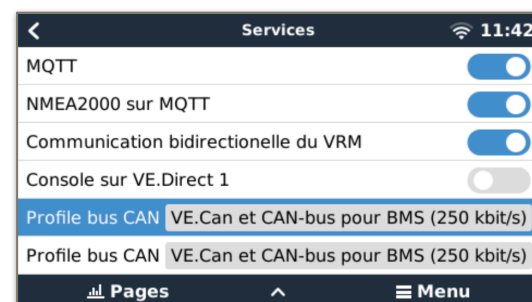 Services 11:42
MQTT
NMEA2000 sur MQTT
Communication bidirectionelle du VRM
Console sur VE.Direct 1
Profile bus CAN VE.Can et CAN-bus pour BMS (250 kbit/s)
Profile bus CAN VE.Can et CAN-bus pour BMS (250 kbit/s)
Pages Menu